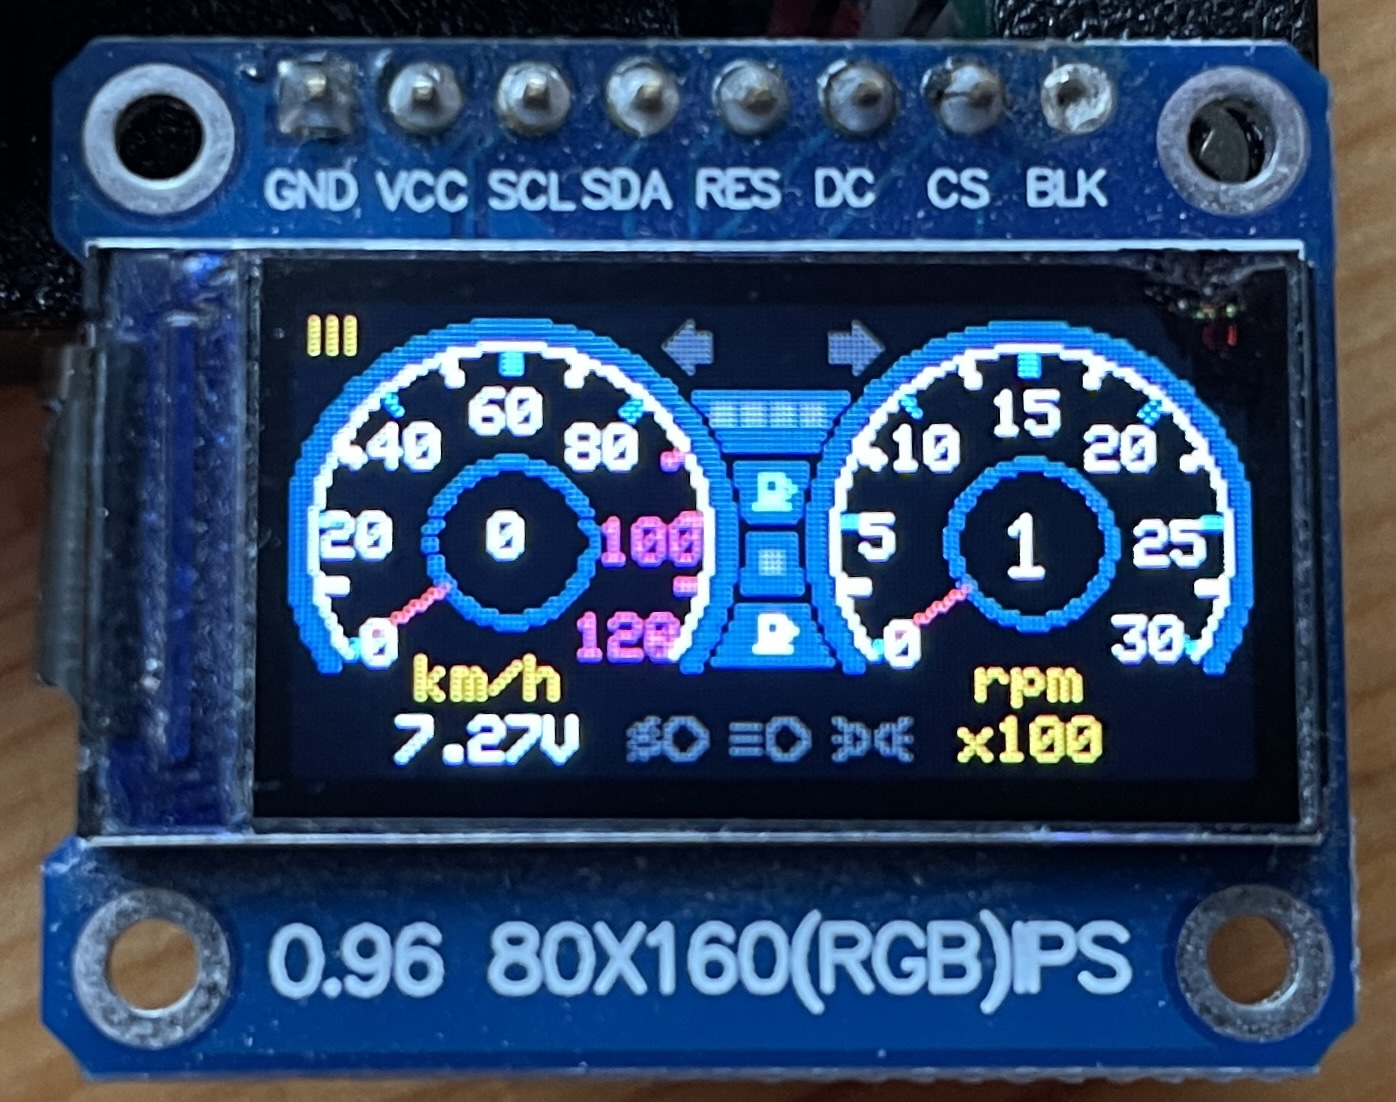 GND VCC SCL SDA RES DC CS BLK
60
40 80
20 0 100
0 120
km/h
7.27V
15
10 20
5 1 25
0 30
rpm
x100
0.96 80X160(RGB)IPS